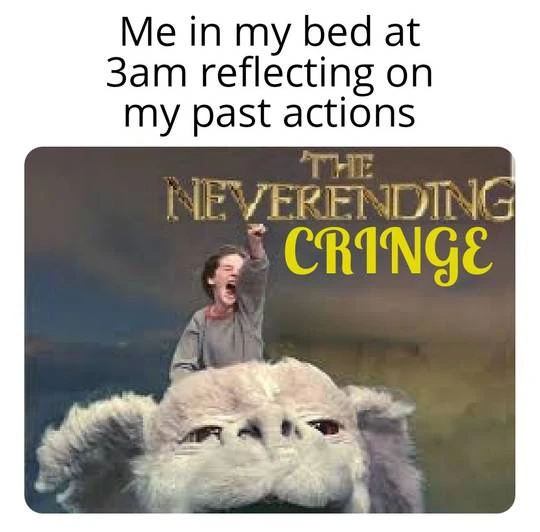 Me in my bed at
3am reflecting on
my past actions
THE
NEVERENDING
CRINGE